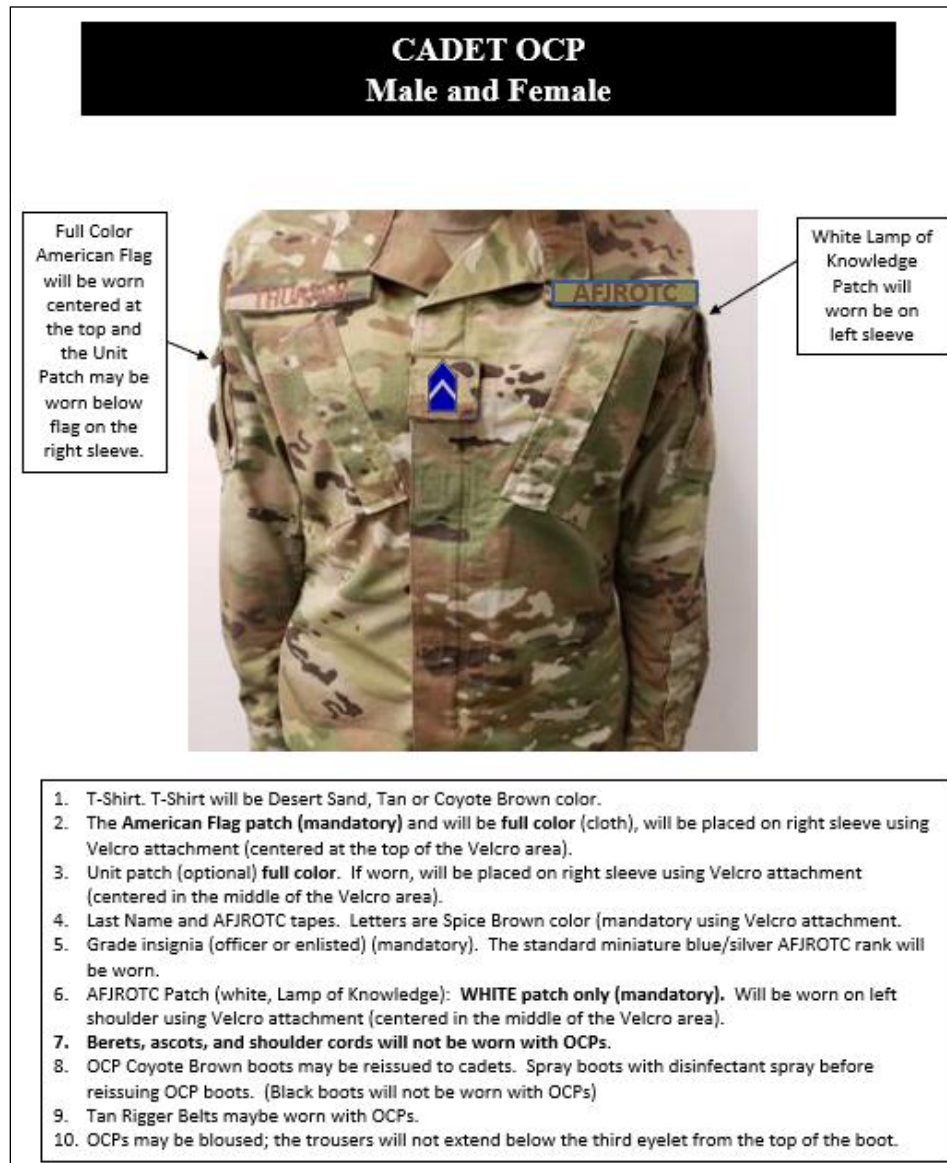 CADET OCP
Male and Female
Full Color
American Flag
will be worn
centered at
the top and
the Unit
Patch may be
worn below
flag on the
right sleeve.
White Lamp of
Knowledge
Patch will
worn be on
left sleeve
AFJROTC
1. T-Shirt. T-Shirt will be Desert Sand, Tan or Coyote Brown color.
2. The American Flag patch (mandatory) and will be full color (cloth), will be placed on right sleeve using
Velcro attachment (centered at the top of the Velcro area).
3. Unit patch (optional) full color. If worn, will be placed on right sleeve using Velcro attachment
(centered in the middle of the Velcro area).
4. Last Name and AFJROTC tapes. Letters are Spice Brown color (mandatory using Velcro attachment.
5. Grade insignia (officer or enlisted) (mandatory). The standard miniature blue/silver AFJROTC rank will
be worn.
6. AFJROTC Patch (white, Lamp of Knowledge): WHITE patch only (mandatory). Will be worn on left
shoulder using Velcro attachment (centered in the middle of the Velcro area).
7. Berets, ascots, and shoulder cords will not be worn with OCPs.
8. OCP Coyote Brown boots may be reissued to cadets. Spray boots with disinfectant spray before
reissuing OCP boots. (Black boots will not be worn with OCPs)
9. Tan Rigger Belts maybe worn with OCPs.
10. OCPs may be bloused; the trousers will not extend below the third eyelet from the top of the boot.